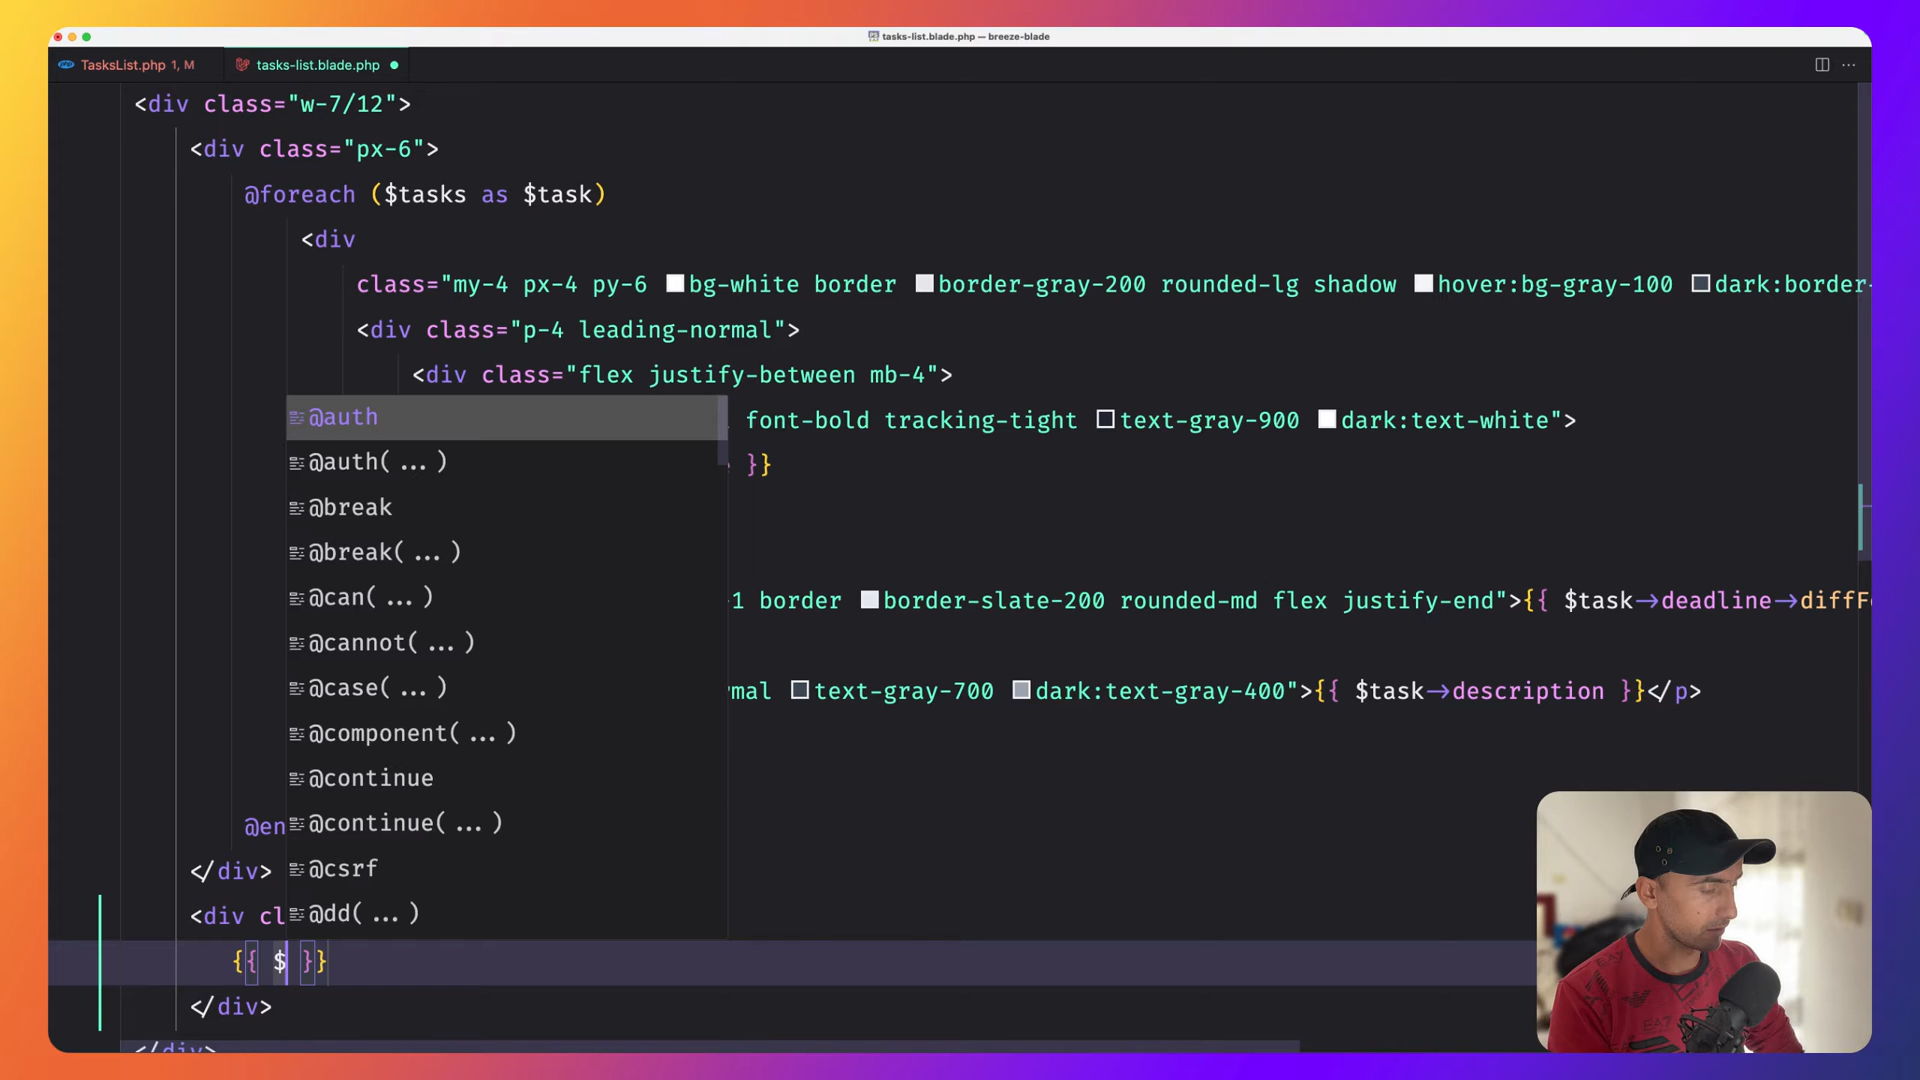 tasks-list.blade.php — breeze-blade
TasksList.php 1, M
tasks-list.blade.php
<div class="w-7/12">
<div class="px-6">
@foreach ($tasks as $task)
<div
class="my-4 px-4 py-6 bg-white border border-gray-200 rounded-lg shadow hover:bg-gray-100 dark:border-
<div class="p-4 leading-normal">
<div class="flex justify-between mb-4">
@auth
font-bold tracking-tight text-gray-900 dark:text-white">
@auth( ... )
}}
@break
@break( ... )
@can( ... )
1 border border-slate-200 rounded-md flex justify-end">{{ $task->deadline->diffF
@cannot( ... )
@case( ... )
mal text-gray-700 dark:text-gray-400">{{ $task->description }}</p>
@component( ... )
@continue
@continue( ... )
@en
@csrf
</div>
@dd( ... )
<div cl
{{ $ }}
</div>
</div>
EA7